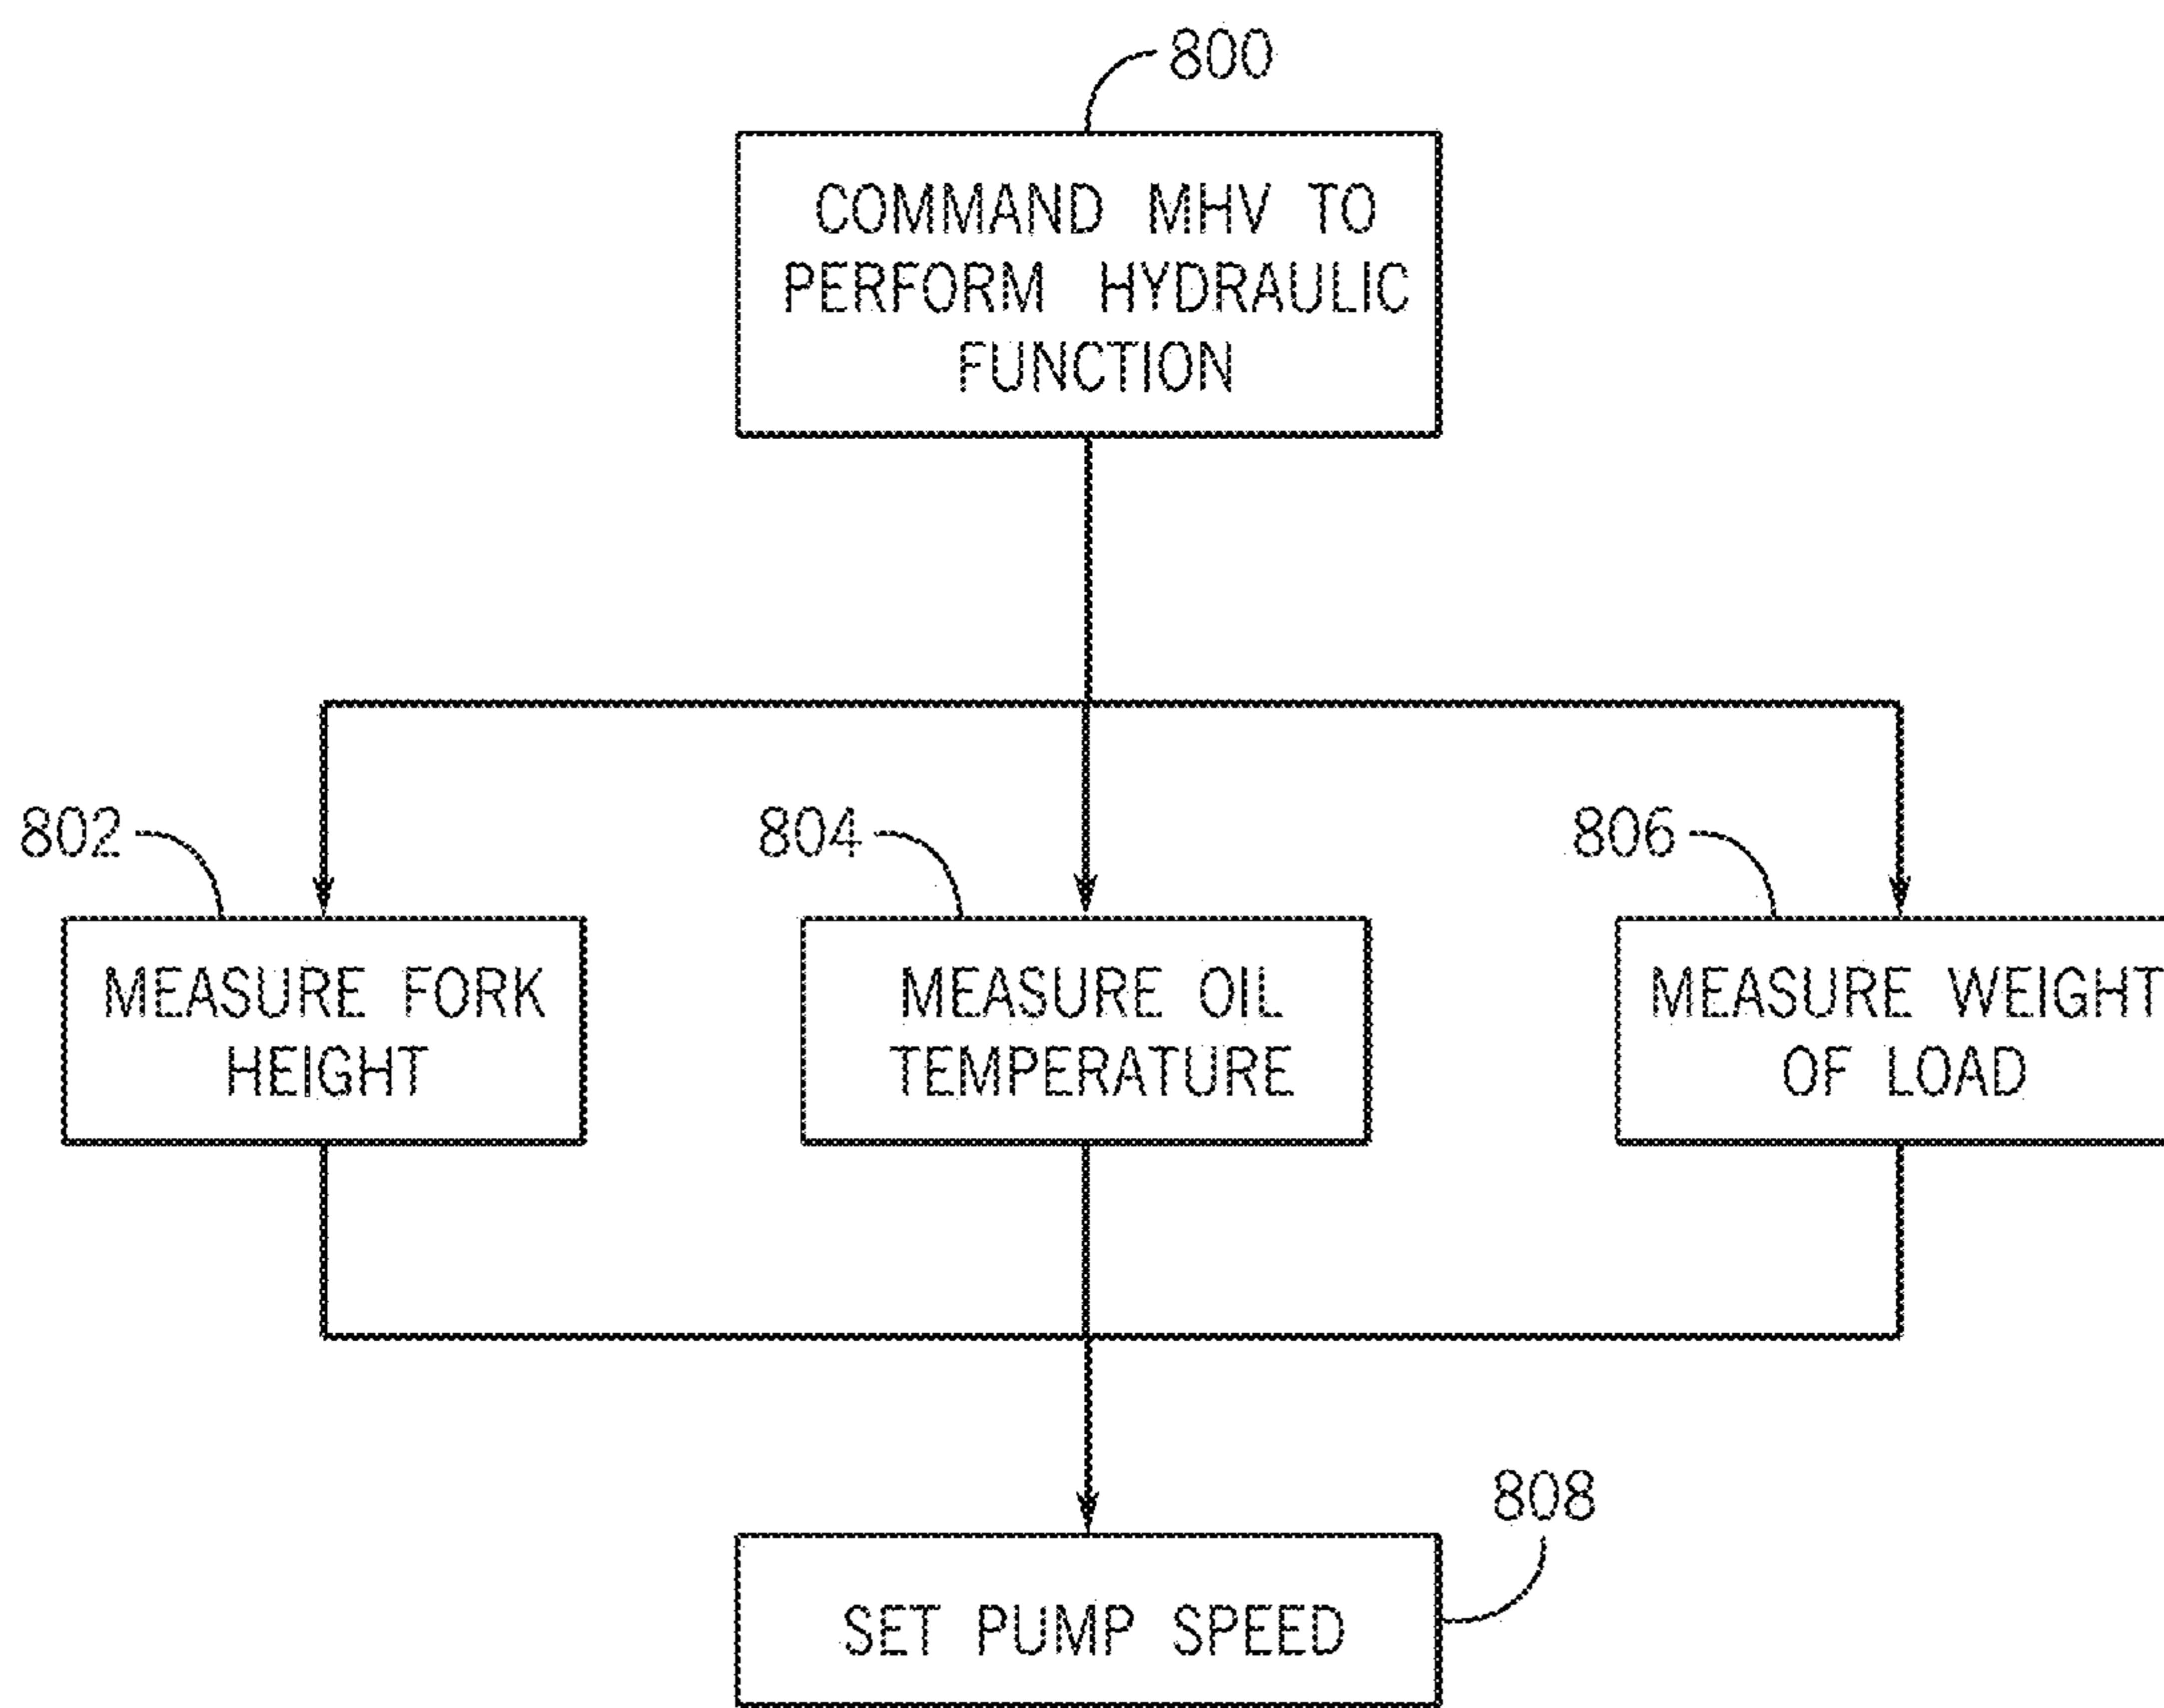 800
COMMAND MHV TO
PERFORM HYDRAULIC
FUNCTION
802
804
806
MEASURE FORK
HEIGHT
MEASURE OIL
TEMPERATURE
MEASURE WEIGHT
OF LOAD
808
SET PUMP SPEED